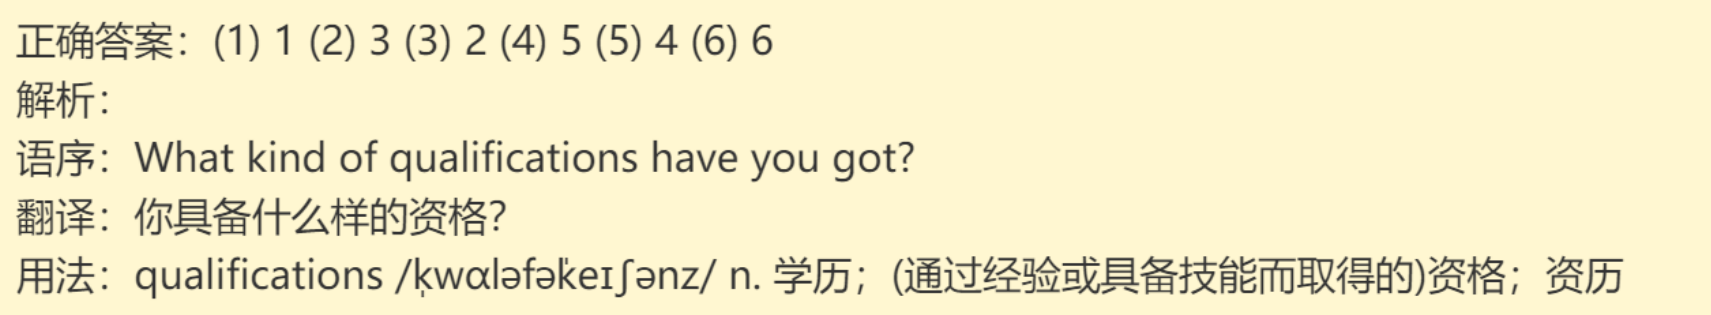 正确答案：(1) 1 (2) 3 (3) 2 (4) 5 (5) 4 (6) 6
解析：
语序：What kind of qualifications have you got?
翻译：你具备什么样的资格？
用法：qualifications /ˌkwɑləfəˈkeɪʃənz/ n. 学历；(通过经验或具备技能而取得的)资格；资历